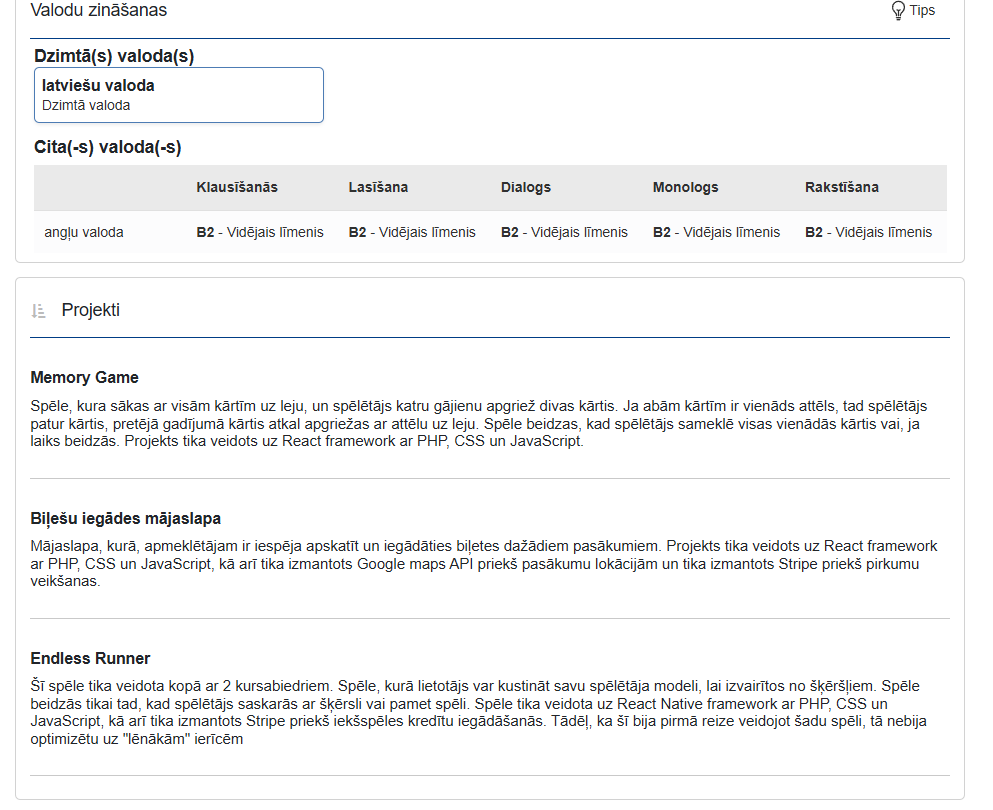 Valodu zināšanas
Tips
Dzimtā(s) valoda(s)
latviešu valoda
Dzimtā valoda
Cita(-s) valoda(-s)
Klausīšanās Lasīšana Dialogs Monologs Rakstīšana
angļu valoda B2 - Vidējais līmenis B2 - Vidējais līmenis B2 - Vidējais līmenis B2 - Vidējais līmenis B2 - Vidējais līmenis
Projekti
Memory Game
Spēle, kura sākas ar visām kārtīm uz leju, un spēlētājs katru gājienu apgriež divas kārtis. Ja abām kārtīm ir vienāds attēls, tad spēlētājs
patur kārtis, pretējā gadījumā kārtis atkal apgriežas ar attēlu uz leju. Spēle beidzas, kad spēlētājs sameklē visas vienādās kārtis vai, ja
laiks beidzās. Projekts tika veidots uz React framework ar PHP, CSS un JavaScript.
Biļešu iegādes mājaslapa
Mājaslapa, kurā, apmeklētājam ir iespēja apskatīt un iegādāties biļetes dažādiem pasākumiem. Projekts tika veidots uz React framework
ar PHP, CSS un JavaScript, kā arī tika izmantots Google maps API priekš pasākumu lokācijām un tika izmantots Stripe priekš pirkumu
veikšanas.
Endless Runner
Šī spēle tika veidota kopā ar 2 kursabiedriem. Spēle, kurā lietotājs var kustināt savu spēlētāja modeli, lai izvairītos no šķēršļiem. Spēle
beidzās tikai tad, kad spēlētājs saskarās ar šķērsli vai pamet spēli. Spēle tika veidota uz React Native framework ar PHP, CSS un
JavaScript, kā arī tika izmantots Stripe priekš iekšspēles kredītu iegādāšanās. Tādēļ, ka šī bija pirmā reize veidojot šadu spēli, tā nebija
optimizētu uz "lēnākām" ierīcēm